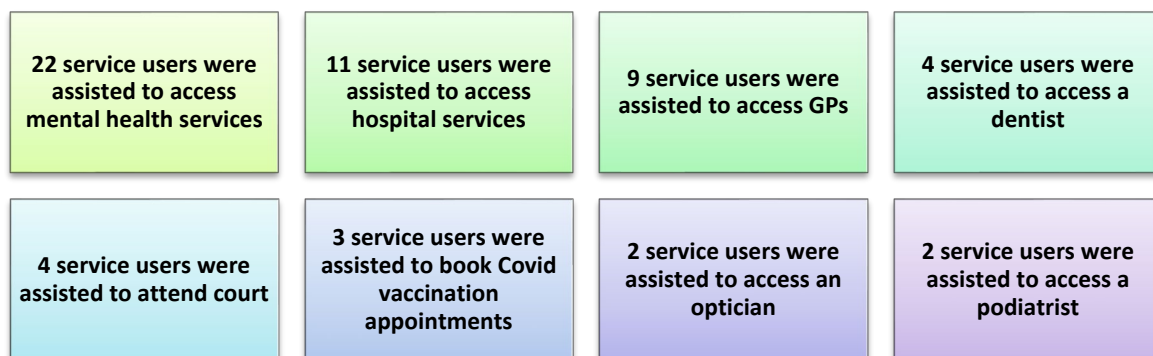 22 service users were
assisted to access
mental health services
11 service users were
assisted to access
hospital services
9 service users were
assisted to access GPs
4 service users were
assisted to access a
dentist
4 service users were
assisted to attend court
3 service users were
assisted to book Covid
vaccination
appointments
2 service users were
assisted to access an
optician
2 service users were
assisted to access a
podiatrist